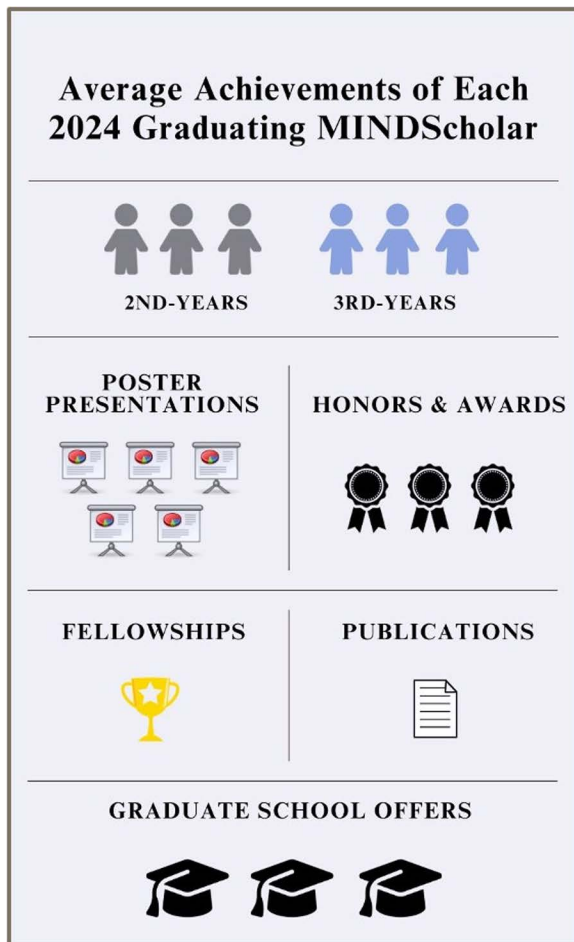 Average Achievements of Each
2024 Graduating MINDScholar
2ND-YEARS
3RD-YEARS
POSTER
PRESENTATIONS
HONORS & AWARDS
FELLOWSHIPS
PUBLICATIONS
GRADUATE SCHOOL OFFERS